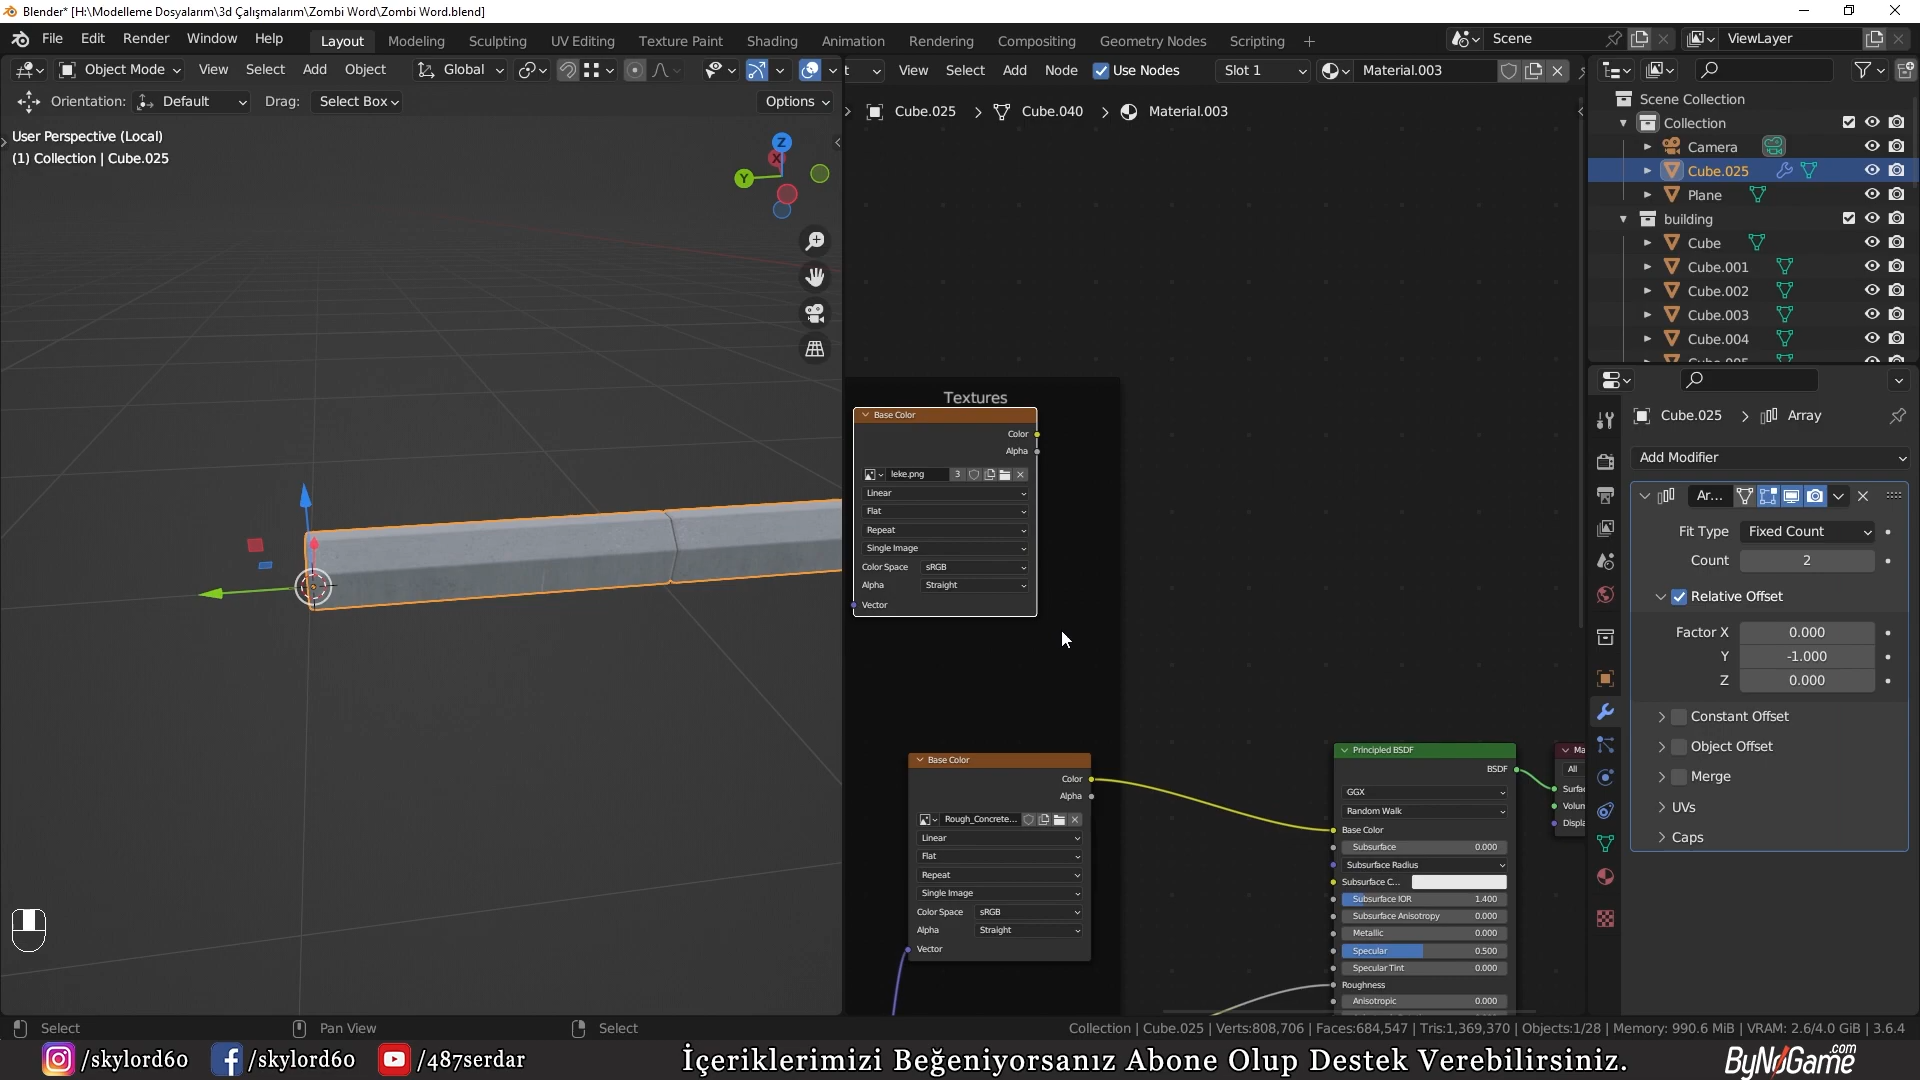 Blender* [H:\Modelleme Dosyalarım\3d Çalışmalarım\Zombi Word\Zombi Word.blend]
File Edit Render Window Help Layout Modeling Sculpting UV Editing Texture Paint Shading Animation Rendering Compositing Geometry Nodes Scripting + Scene ViewLayer
Object Mode View Select Add Object Global t View Select Add Node Use Nodes Slot 1 Material.003
Orientation: Default Drag: Select Box Options
Cube.025 > Cube.040 > Material.003
User Perspective (Local)
(1) Collection | Cube.025
Z
X
Y
Textures
Base Color
Color
Alpha
leke.png 3
Linear
Flat
Repeat
Single Image
Color Space sRGB
Alpha Straight
Vector
Base Color
Color
Alpha
Rough_Concrete...
Linear
Flat
Repeat
Single Image
Color Space sRGB
Alpha Straight
Vector
Principled BSDF
BSDF
GGX
Random Walk
Base Color
Subsurface 0.000
Subsurface Radius
Subsurface C...
Subsurface IOR 1.400
Subsurface Anisotropy 0.000
Metallic 0.000
Specular 0.500
Specular Tint 0.000
Roughness
Anisotropic 0.000
Ma
All
Surfac
Volum
Displa
Scene Collection
Collection
Camera
Cube.025
Plane
building
Cube
Cube.001
Cube.002
Cube.003
Cube.004
Cube.005
Cube.025 > Array
Add Modifier
Ar...
Fit Type Fixed Count
Count 2
Relative Offset
Factor X 0.000
Y -1.000
Z 0.000
Constant Offset
Object Offset
Merge
UVs
Caps
Select Pan View Select Collection | Cube.025 | Verts:808,706 | Faces:684,547 | Tris:1,369,370 | Objects:1/28 | Memory: 990.6 MiB | VRAM: 2.6/4.0 GiB | 3.6.4
/skylord60 /skylord60 /487serdar İçeriklerimizi Beğeniyorsanız Abone Olup Destek Verebilirsiniz. ByNoGame.com